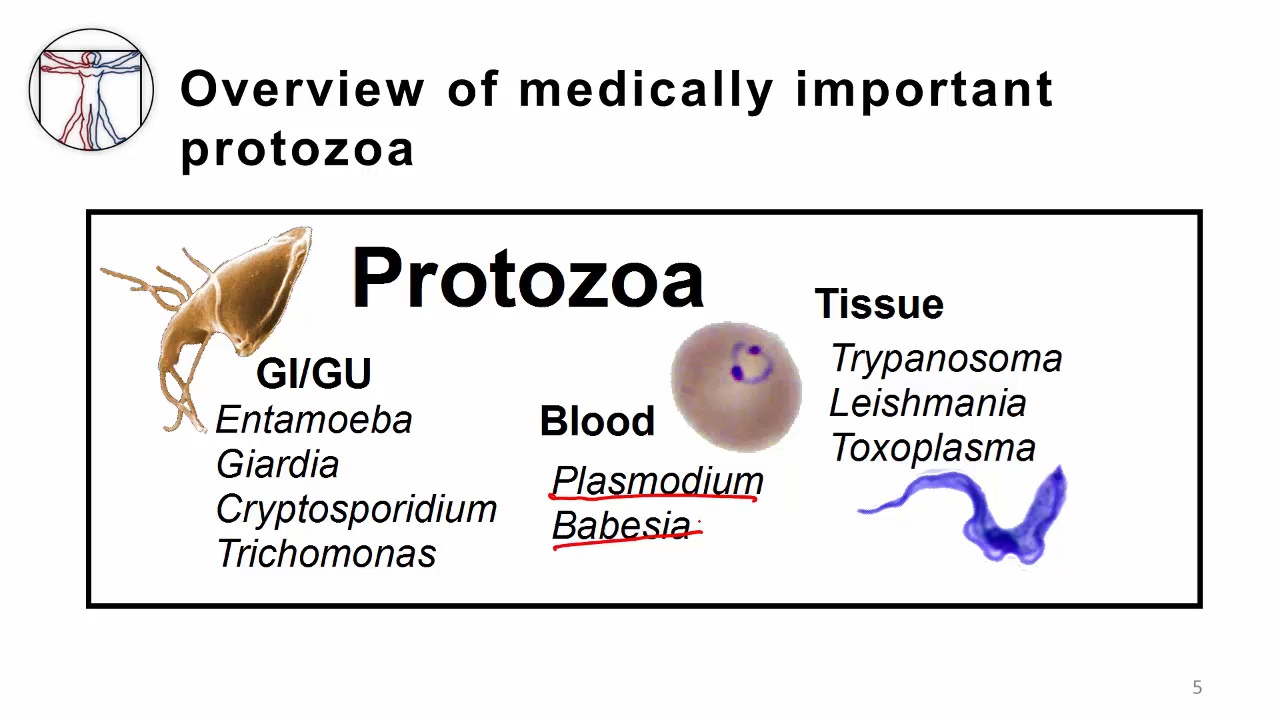 Overview of medically important
protozoa
Protozoa
GI/GU
Entamoeba
Giardia
Cryptosporidium
Trichomonas
Blood
Plasmodium
Babesia
Tissue
Trypanosoma
Leishmania
Toxoplasma
5